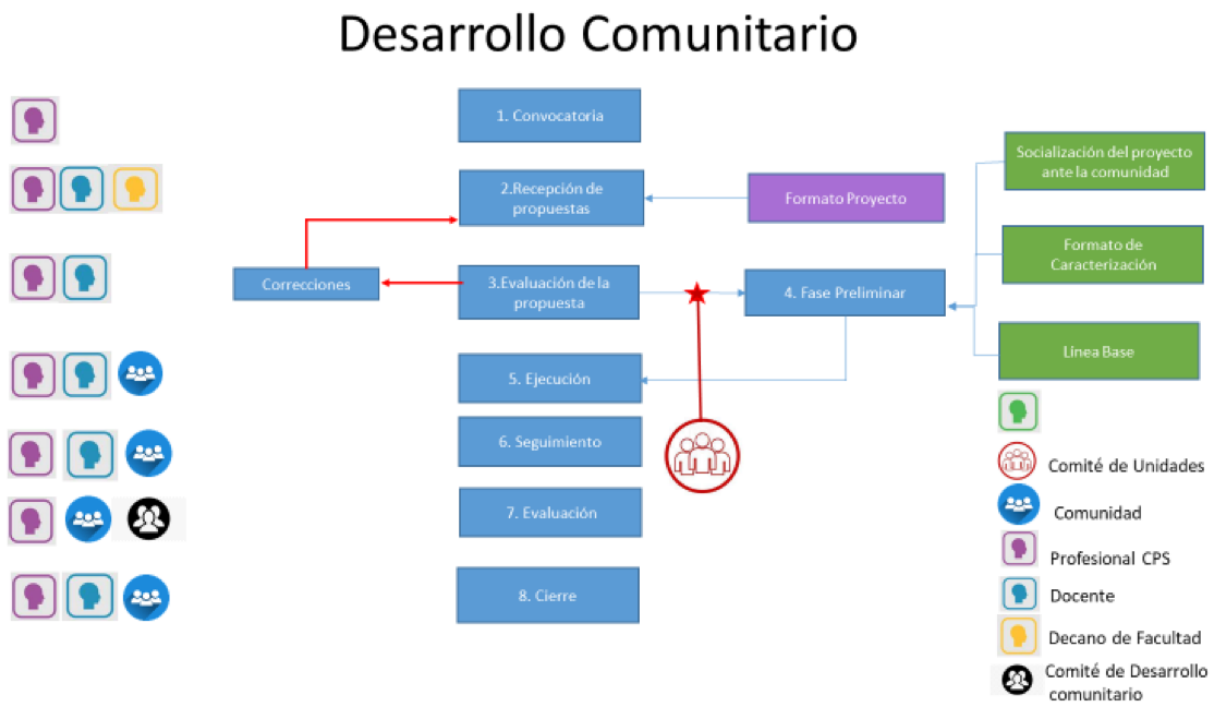 Desarrollo Comunitario
1. Convocatoria
2.Recepción de
propuestas
Formato Proyecto
Socialización del proyecto
ante la comunidad
Formato de
Caracterización
Correcciones
3.Evaluación de la
propuesta
4. Fase Preliminar
Línea Base
5. Ejecución
6. Seguimiento
7. Evaluación
8. Cierre
Comité de Unidades
Comunidad
Profesional CPS
Docente
Decano de Facultad
Comité de Desarrollo
comunitario